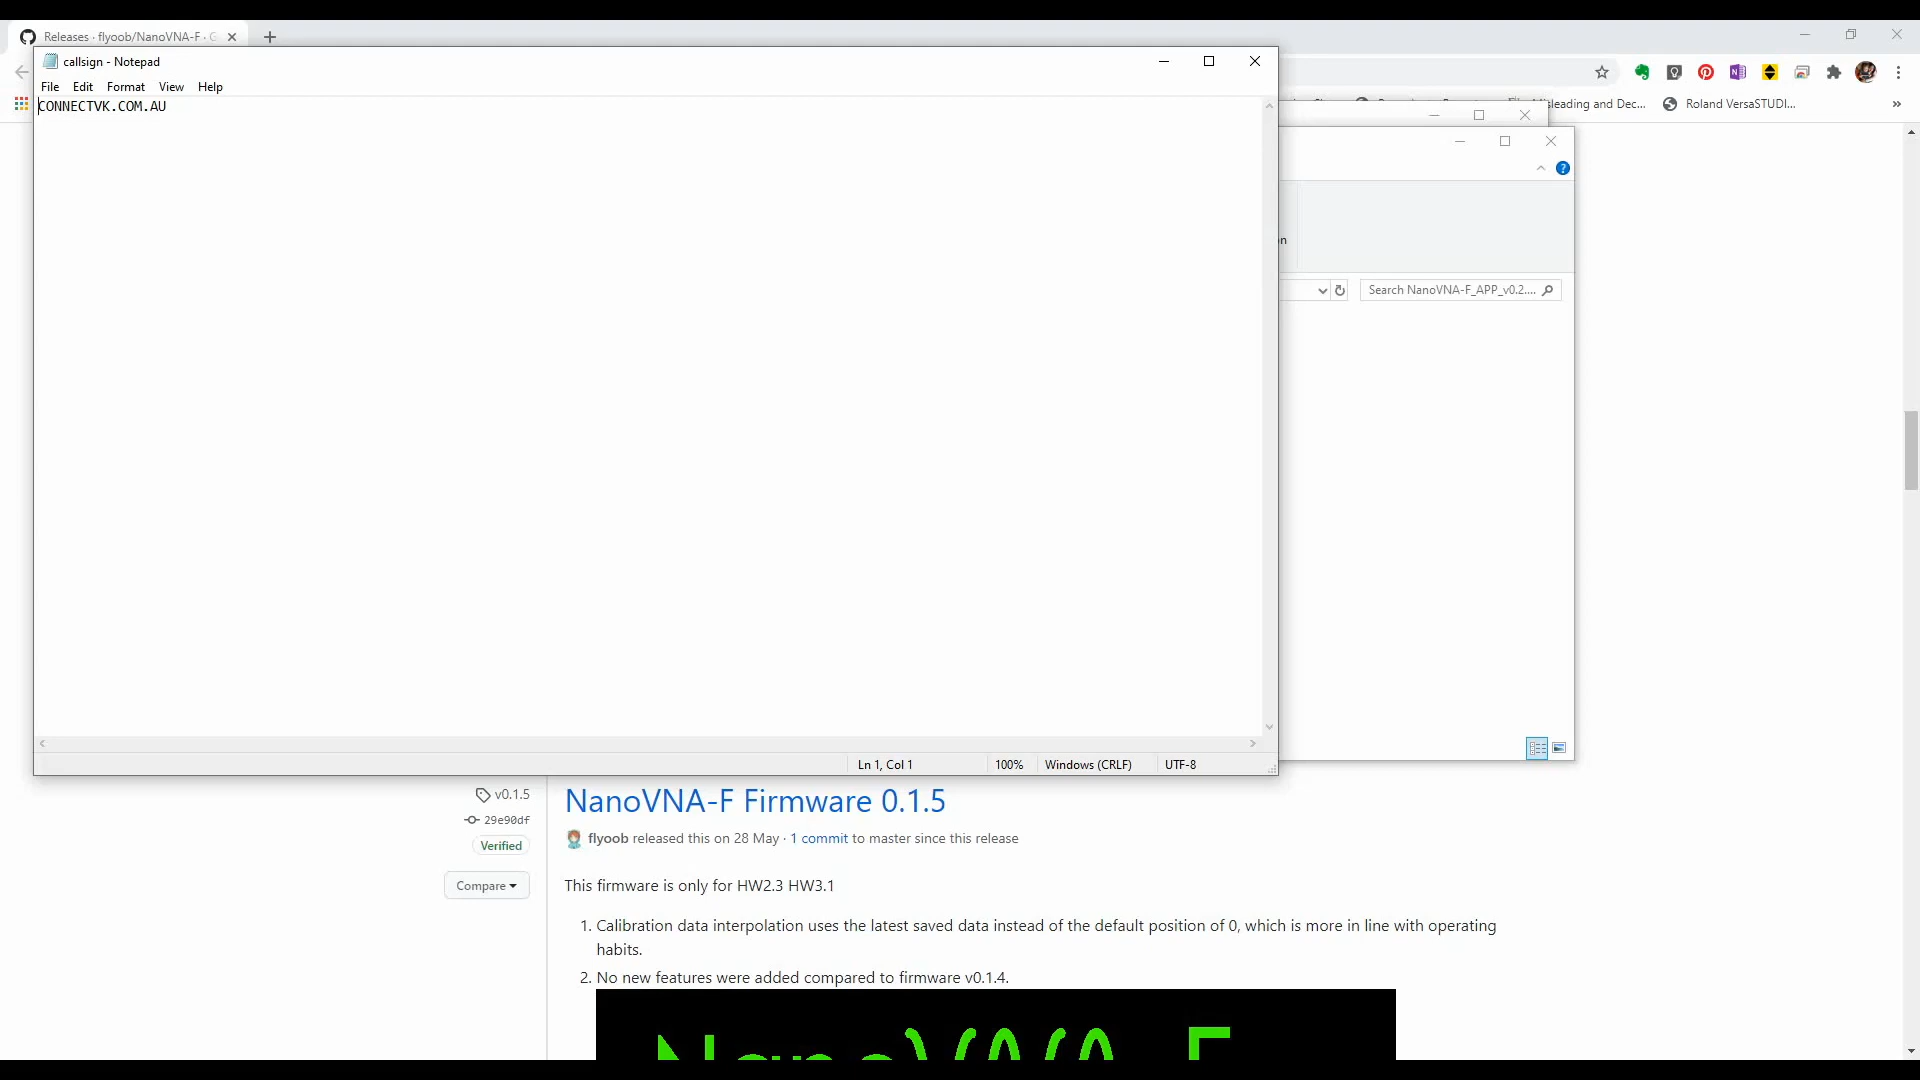 Releases · flyoob/NanoVNA-F ·
callsign - Notepad
File Edit Format View Help
CONNECTVK.COM.AU
Misleading and Dec...
Roland VersaSTUDI...
Search NanoVNA-F_APP_v0.2....
Ln 1, Col 1
100%
Windows (CRLF)
UTF-8
v0.1.5
29e90df
Verified
Compare
NanoVNA-F Firmware 0.1.5
flyoob released this on 28 May · 1 commit to master since this release
This firmware is only for HW2.3 HW3.1
1. Calibration data interpolation uses the latest saved data instead of the default position of 0, which is more in line with operating
habits.
2. No new features were added compared to firmware v0.1.4.